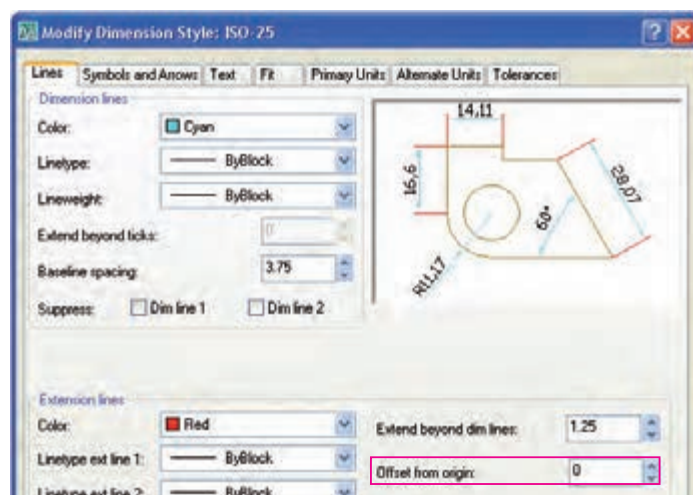 Modify Dimension Style: ISO-25
Lines Symbols and Arrows Text Fit Primary Units Alternate Units Tolerances
Dimension lines
Color: Cyan
Linetype: ByBlock
Lineweight: ByBlock
Extend beyond ticks: 0
Baseline spacing: 3.75
Suppress: Dim line 1 Dim line 2
14,11
16,6
28,07
60°
R11,17
Extension lines
Color: Red
Linetype ext line 1: ByBlock
Linetype ext line 2: ByBlock
Extend beyond dim lines: 1.25
Offset from origin: 0